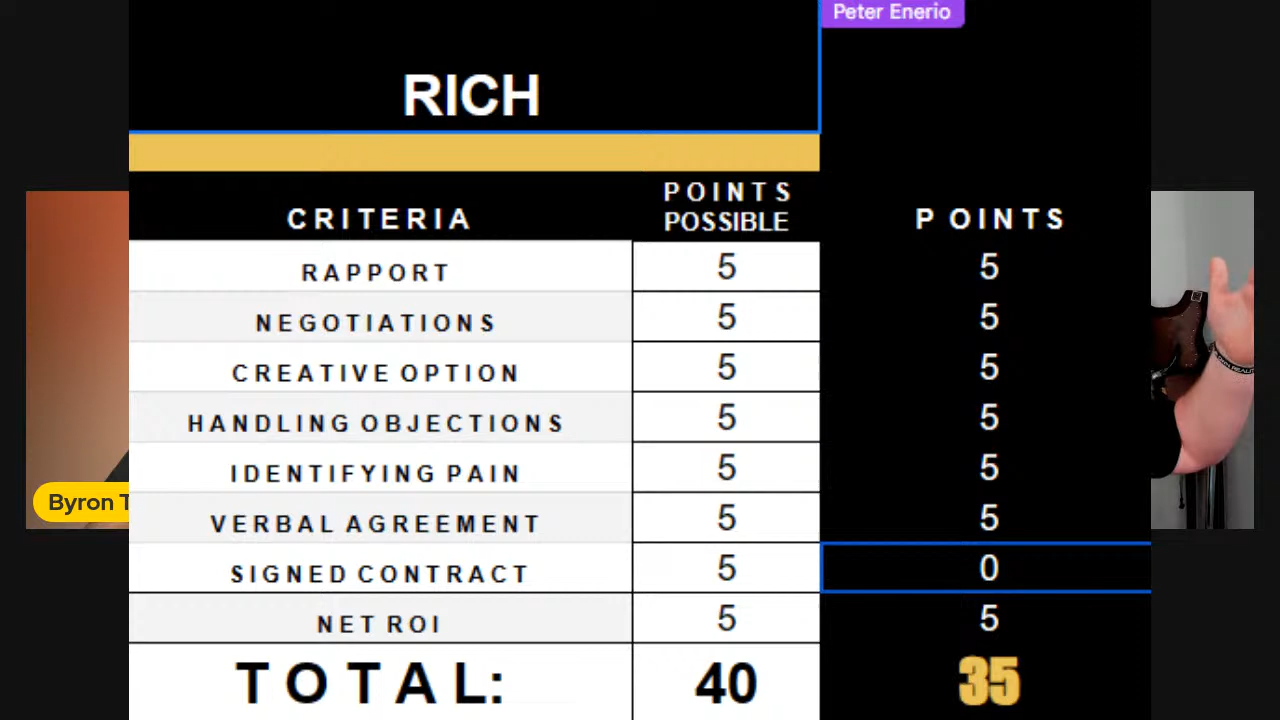 Peter Enerio
RICH
CRITERIA
POINTS
POSSIBLE
POINTS
RAPPORT 5 5
NEGOTIATIONS 5 5
CREATIVE OPTION 5 5
HANDLING OBJECTIONS 5 5
IDENTIFYING PAIN 5 5
VERBAL AGREEMENT 5 5
SIGNED CONTRACT 5 0
NET ROI 5 5
TOTAL: 40 35
Byron T